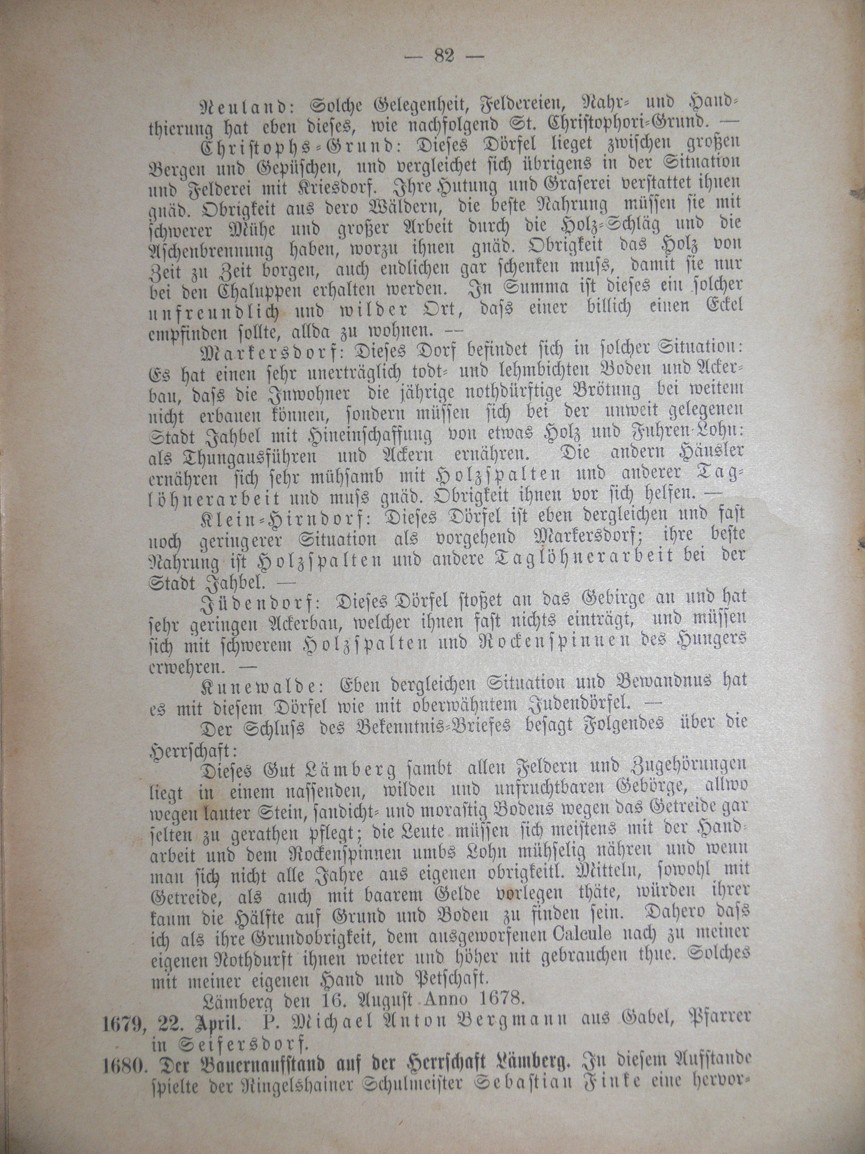 — 82 —
Neuland: Solche Gelegenheit, Feldereien, Nahr- und Hand-
thierung hat eben dieses, wie nachfolgend St. Christophori-Grund. —
Christophs-Grund: Dieses Dörfel lieget zwischen großen
Bergen und Gepüschen, und vergleichet sich übrigens in der Situation
und Felderei mit Kriesdorf. Ihre Hutung und Graserei verstattet ihnen
gnäd. Obrigkeit aus dero Wäldern, die beste Nahrung müssen sie mit
schwerer Mühe und großer Arbeit durch die Holz-Schläg und die
Aschenbrennung haben, worzu ihnen gnäd. Obrigkeit das Holz von
Zeit zu Zeit borgen, auch endlichen gar schenken muss, damit sie nur
bei den Chaluppen erhalten werden. In Summa ist dieses ein solcher
unfreundlich und wilder Ort, dass einer billich einen Eckel
empfinden sollte, allda zu wohnen. —
Markersdorf: Dieses Dorf befindet sich in solcher Situation:
Es hat einen sehr unerträglich todt- und lehmbichten Boden und Acker-
bau, dass die Inwohner die jährige nothdürftige Brötung bei weitem
nicht erbauen können, sondern müssen sich bei der unweit gelegenen
Stadt Jahbel mit Hineinschaffung von etwas Holz und Fuhren-Lohn:
als Thungausführen und Ackern ernähren. Die andern Häusler
ernähren sich sehr mühsamb mit Holzspalten und anderer Tag-
löhnerarbeit und muss gnäd. Obrigkeit ihnen vor sich helfen. —
Klein-Hirndorf: Dieses Dörfel ist eben dergleichen und fast
noch geringerer Situation als vorgehend Markersdorf; ihre beste
Nahrung ist Holzspalten und andere Taglöhnerarbeit bei der
Stadt Jahbel. —
Jüdendorf: Dieses Dörfel stoßet an das Gebirge an und hat
sehr geringen Ackerbau, welcher ihnen fast nichts einträgt, und müssen
sich mit schwerem Holzspalten und Rockenspinnen des Hungers
erwehren. —
Kunewalde: Eben dergleichen Situation und Bewandnus hat
es mit diesem Dörfel wie mit oberwähntem Judendörfel. —
Der Schluss des Bekenntnis-Briefes besagt Folgendes über die
Herrschaft:
Dieses Gut Lämberg sambt allen Feldern und Zugehörungen
liegt in einem nassenden, wilden und unfruchtbaren Gebörge, allwo
wegen lauter Stein, sandicht- und morastig Bodens wegen das Getreide gar
selten zu gerathen pflegt; die Leute müssen sich meistens mit der Hand-
arbeit und dem Rockenspinnen umbs Lohn mühselig nähren und wenn
man sich nicht alle Jahre aus eigenen obrigkeitl. Mitteln, sowohl mit
Getreide, als auch mit baarem Gelde vorlegen thäte, würden ihrer
kaum die Hälfte auf Grund und Boden zu finden sein. Dahero dass
ich als ihre Grundobrigkeit, dem ausgeworfenen Calcule nach zu meiner
eigenen Nothdurft ihnen weiter und höher nit gebrauchen thue. Solches
mit meiner eigenen Hand und Petschaft.
Lämberg den 16. August Anno 1678.
1679, 22. April. P. Michael Anton Bergmann aus Gabel, Pfarrer
in Seifersdorf.
1680. Der Bauernaufstand auf der Herrschaft Lämberg. In diesem Aufstande
spielte der Ringelshainer Schulmeister Sebastian Finke eine hervor-